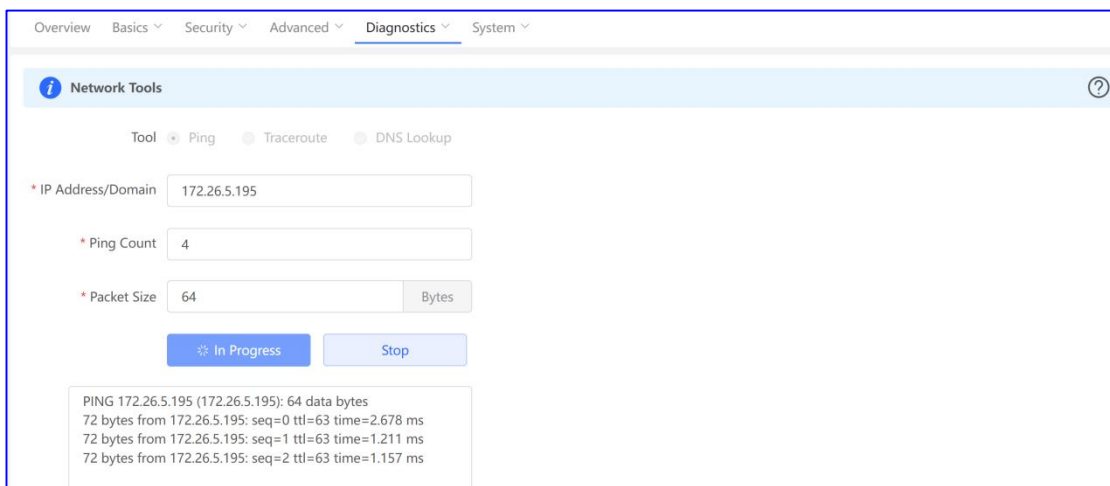 Overview Basics Security Advanced Diagnostics System
i Network Tools ?
Tool Ping Traceroute DNS Lookup
* IP Address/Domain 172.26.5.195
* Ping Count 4
* Packet Size 64 Bytes
In Progress Stop
PING 172.26.5.195 (172.26.5.195): 64 data bytes
72 bytes from 172.26.5.195: seq=0 ttl=63 time=2.678 ms
72 bytes from 172.26.5.195: seq=1 ttl=63 time=1.211 ms
72 bytes from 172.26.5.195: seq=2 ttl=63 time=1.157 ms